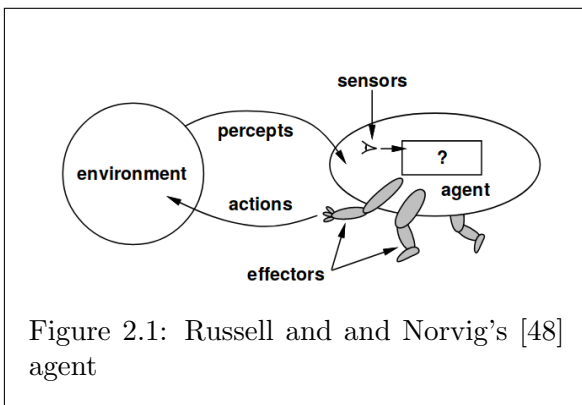 sensors
percepts
environment
?
agent
actions
effectors
Figure 2.1: Russell and and Norvig's [48]
agent